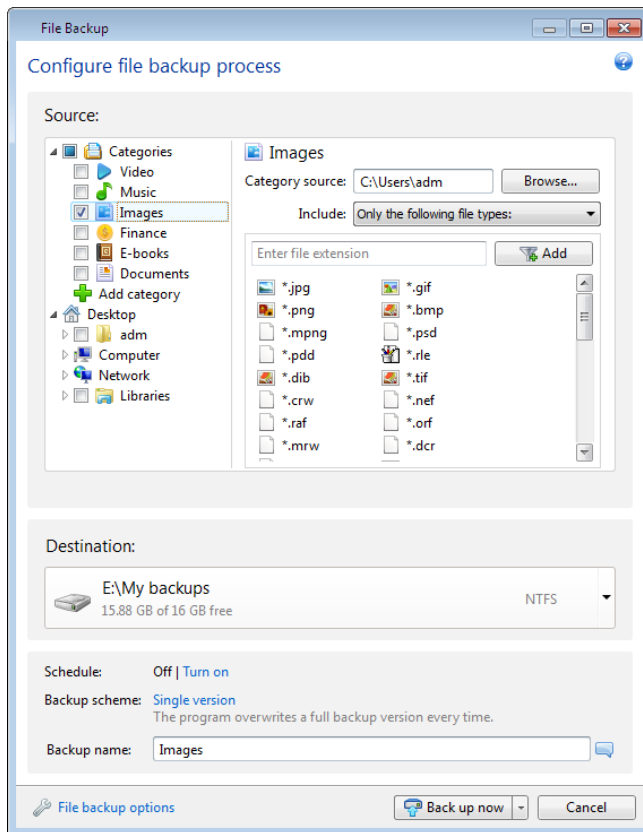 File Backup
Configure file backup process
Source:
Categories
Video
Music
Images
Finance
E-books
Documents
Add category
Desktop
adm
Computer
Network
Libraries
Images
Category source: C:\Users\adm Browse...
Include: Only the following file types:
Enter file extension Add
*.jpg *.gif
*.png *.bmp
*.mpng *.psd
*.pdd *.rle
*.dib *.tif
*.crw *.nef
*.raf *.orf
*.mrw *.dcr
Destination:
E:\My backups
15.88 GB of 16 GB free NTFS
Schedule: Off | Turn on
Backup scheme: Single version
The program overwrites a full backup version every time.
Backup name: Images
File backup options Back up now Cancel